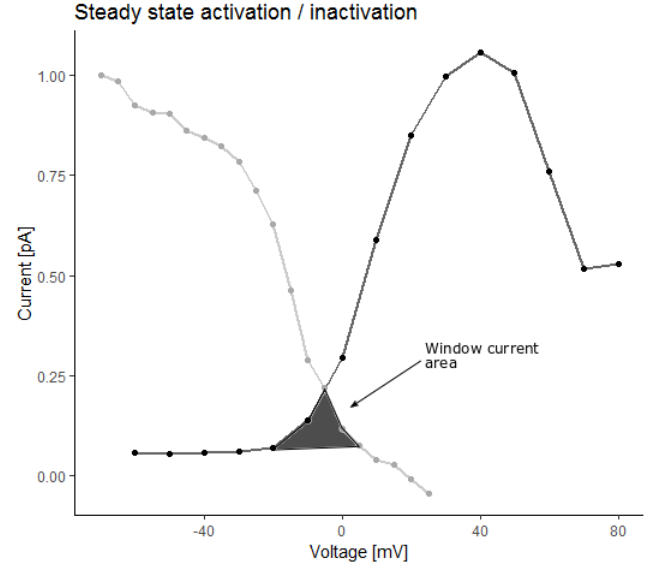 Steady state activation / inactivation
1.00
0.75
Current [pA]
0.50
0.25
0.00
Window current
area
-40
0
40
80
Voltage [mV]